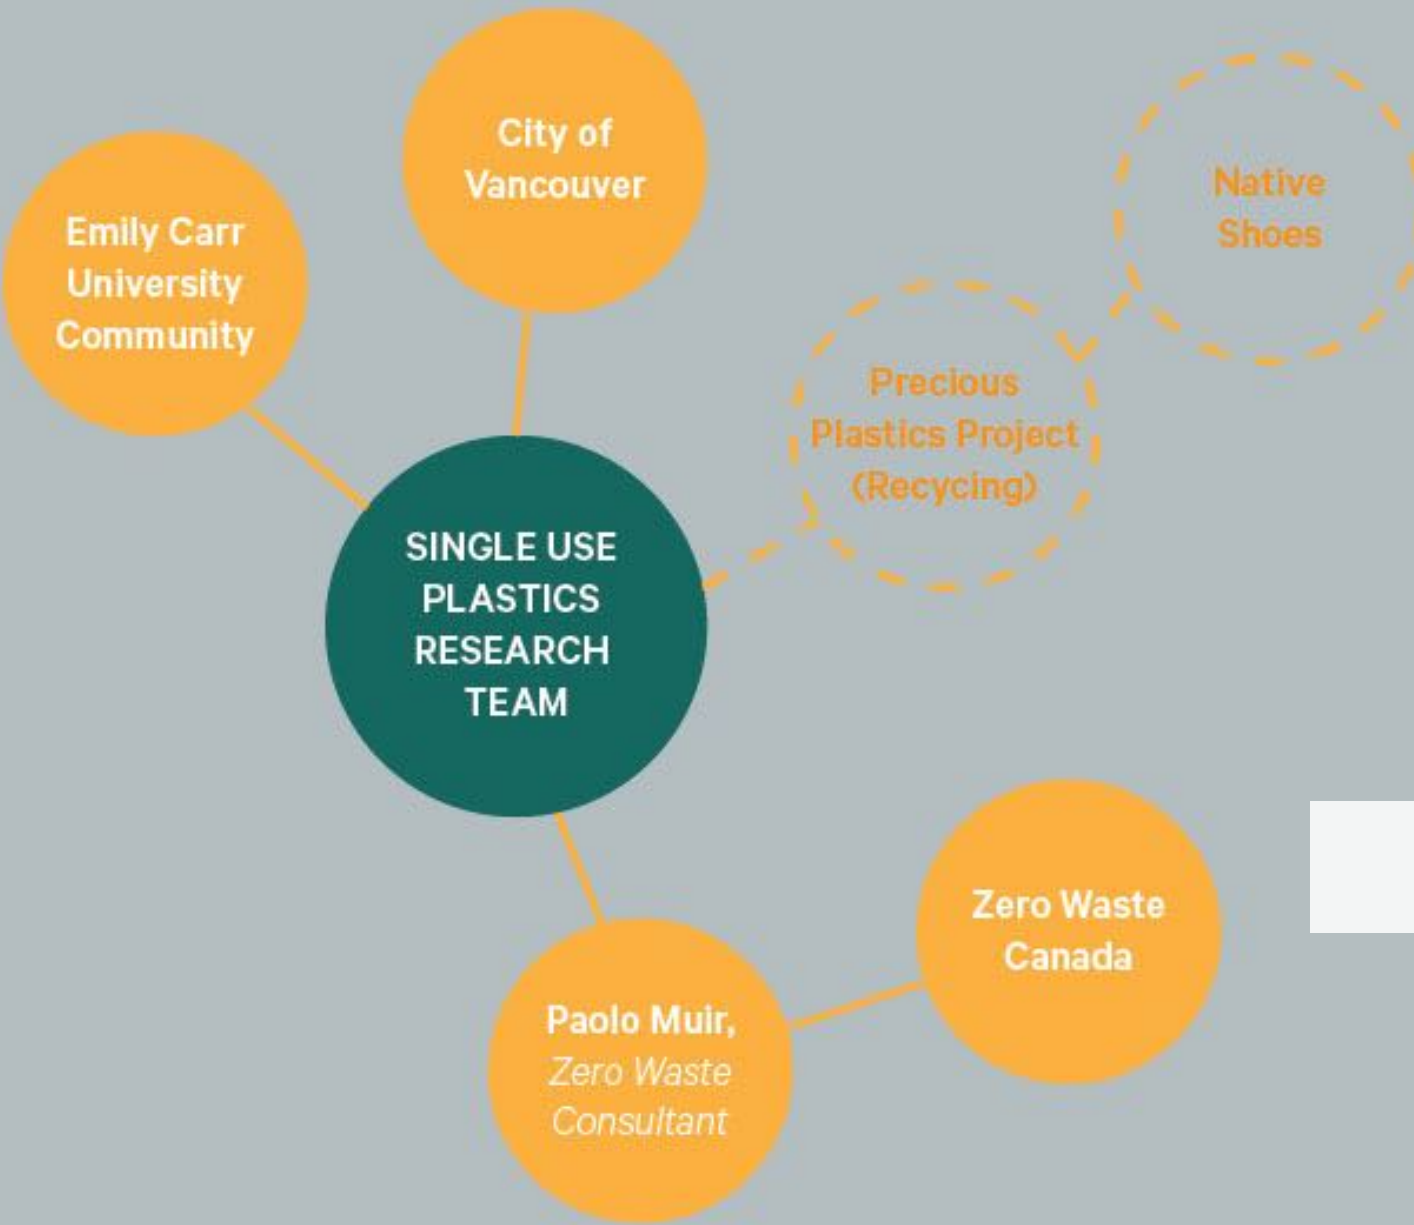 City of
Vancouver
Emily Carr
University
Community
Native
Shoes
Precious
Plastics Project
(Recycing)
SINGLE USE
PLASTICS
RESEARCH
TEAM
Zero Waste
Canada
Paolo Muir,
Zero Waste
Consultant